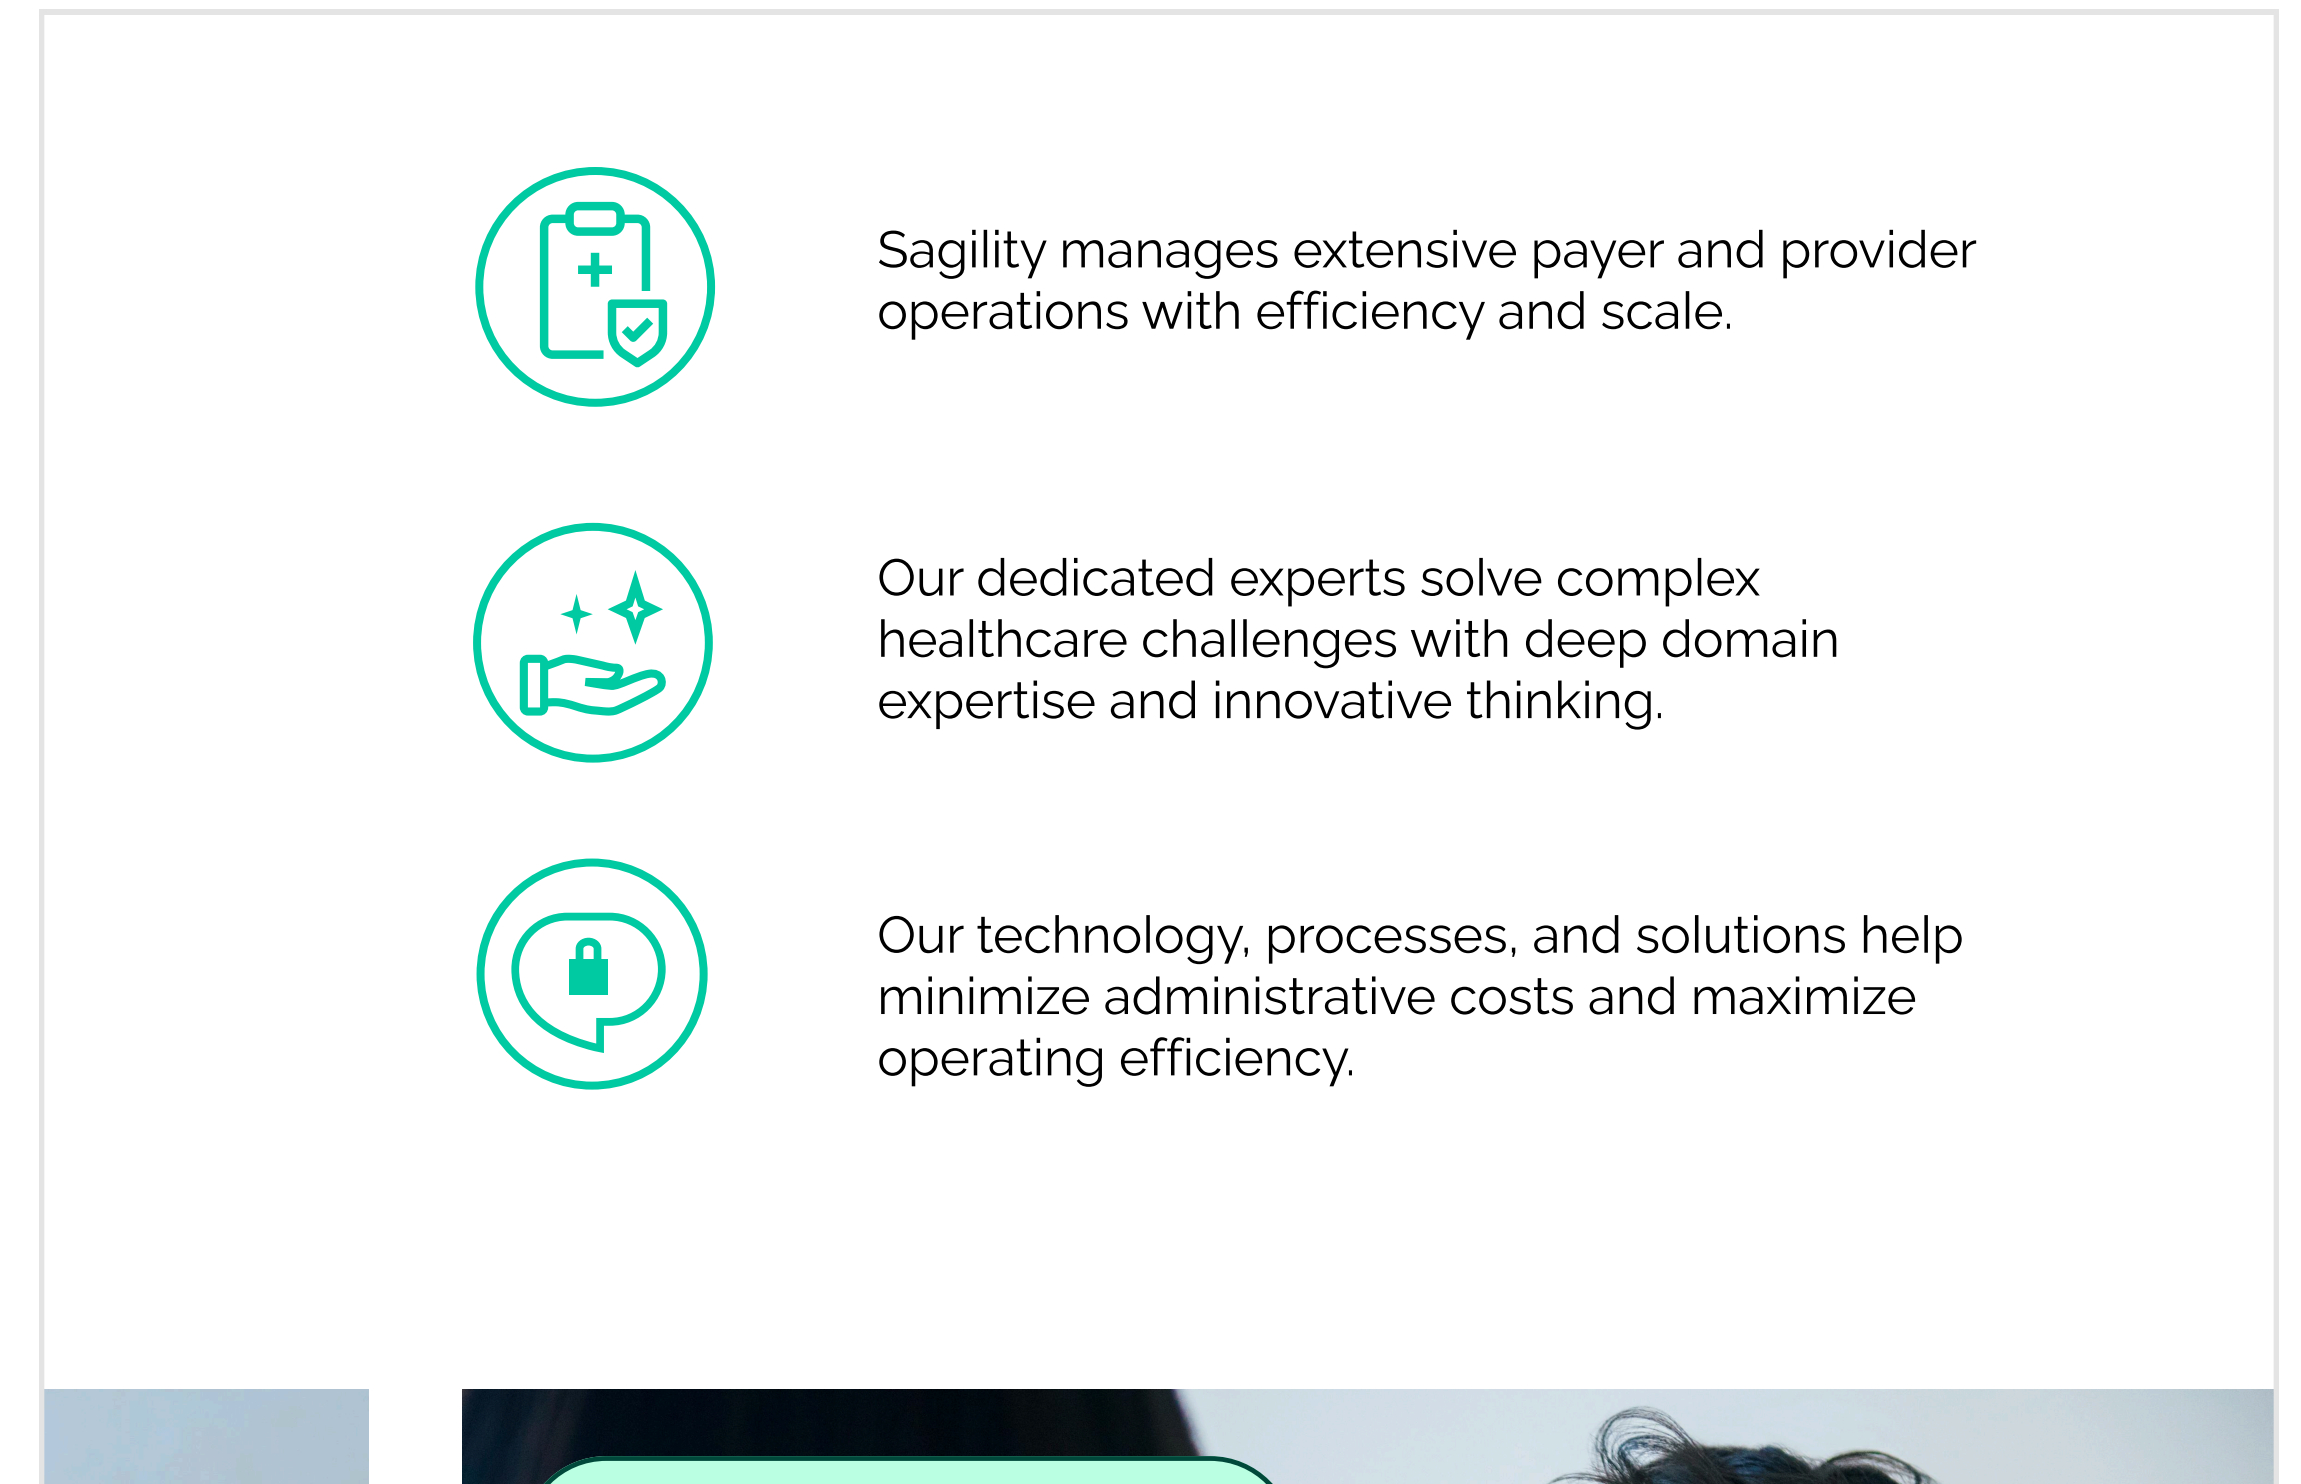 Sagility manages extensive payer and provider
operations with efficiency and scale.
Our dedicated experts solve complex
healthcare challenges with deep domain
expertise and innovative thinking.
Our technology, processes, and solutions help
minimize administrative costs and maximize
operating efficiency.